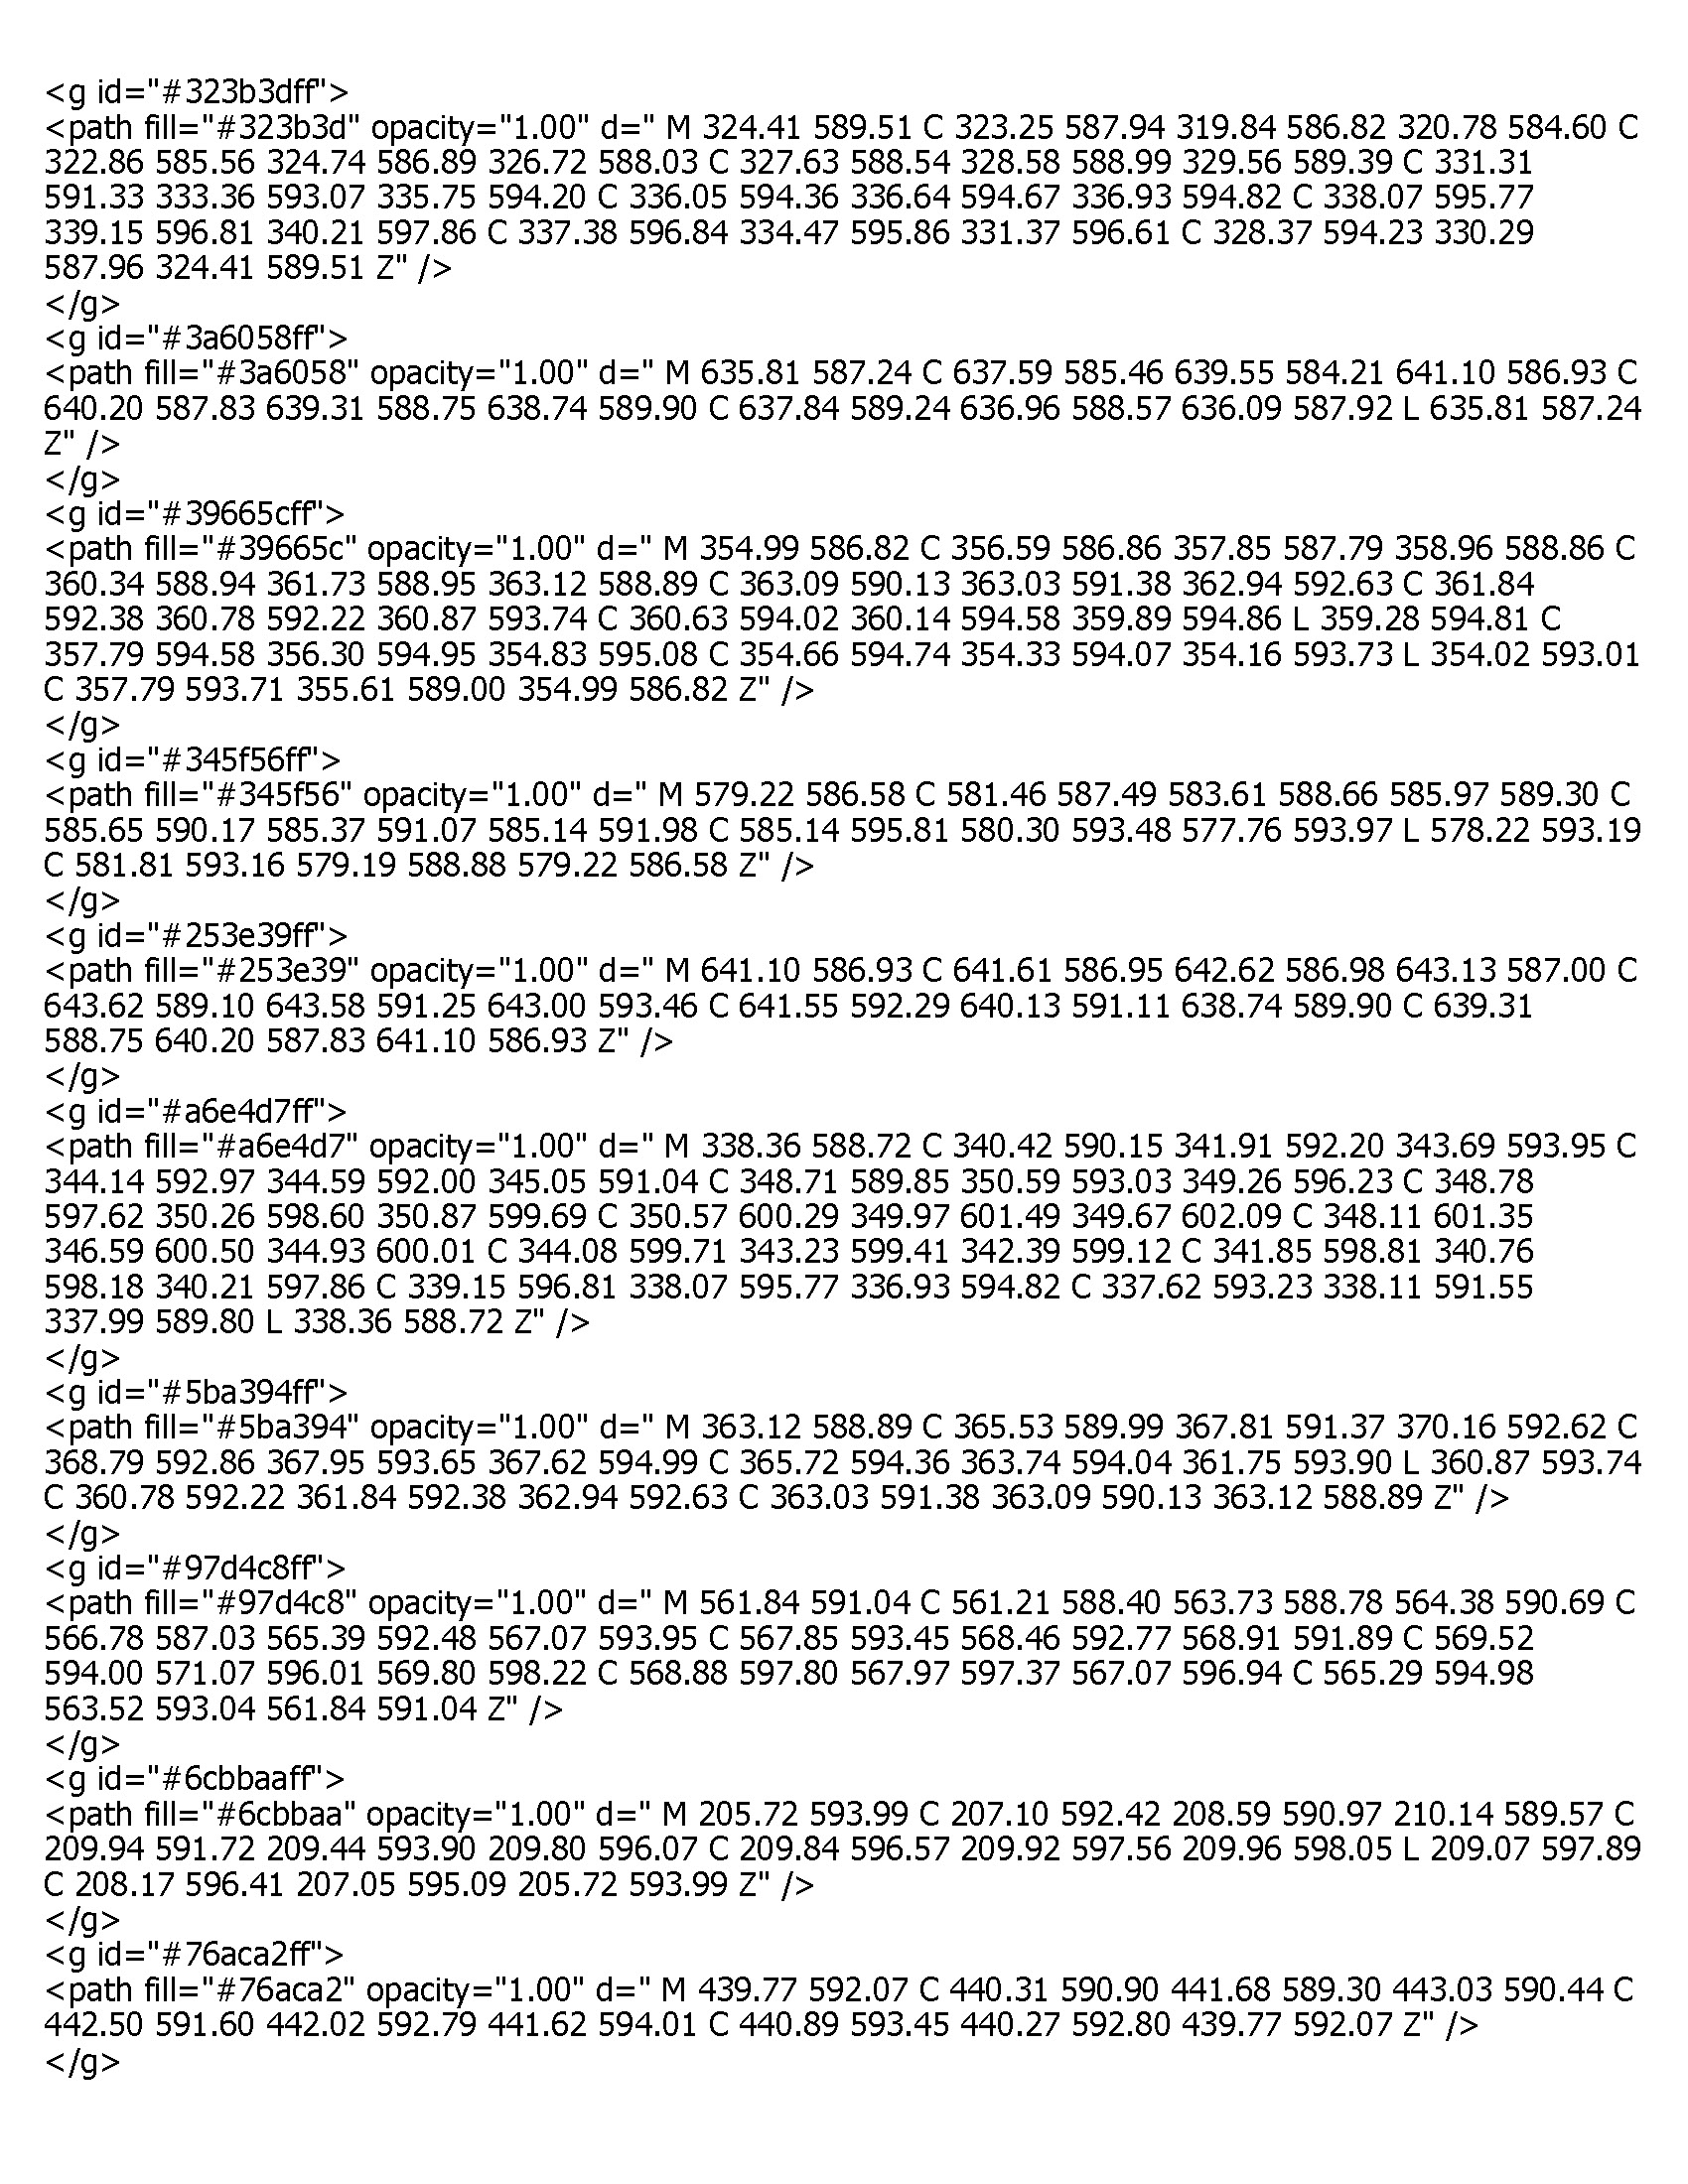 <g id="#323b3dff">
<path fill="#323b3d" opacity="1.00" d=" M 324.41 589.51 C 323.25 587.94 319.84 586.82 320.78 584.60 C
322.86 585.56 324.74 586.89 326.72 588.03 C 327.63 588.54 328.58 588.99 329.56 589.39 C 331.31
591.33 333.36 593.07 335.75 594.20 C 336.05 594.36 336.64 594.67 336.93 594.82 C 338.07 595.77
339.15 596.81 340.21 597.86 C 337.38 596.84 334.47 595.86 331.37 596.61 C 328.37 594.23 330.29
587.96 324.41 589.51 Z" />
</g>
<g id="#3a6058ff">
<path fill="#3a6058" opacity="1.00" d=" M 635.81 587.24 C 637.59 585.46 639.55 584.21 641.10 586.93 C
640.20 587.83 639.31 588.75 638.74 589.90 C 637.84 589.24 636.96 588.57 636.09 587.92 L 635.81 587.24
Z" />
</g>
<g id="#39665cff">
<path fill="#39665c" opacity="1.00" d=" M 354.99 586.82 C 356.59 586.86 357.85 587.79 358.96 588.86 C
360.34 588.94 361.73 588.95 363.12 588.89 C 363.09 590.13 363.03 591.38 362.94 592.63 C 361.84
592.38 360.78 592.22 360.87 593.74 C 360.63 594.02 360.14 594.58 359.89 594.86 L 359.28 594.81 C
357.79 594.58 356.30 594.95 354.83 595.08 C 354.66 594.74 354.33 594.07 354.16 593.73 L 354.02 593.01
C 357.79 593.71 355.61 589.00 354.99 586.82 Z" />
</g>
<g id="#345f56ff">
<path fill="#345f56" opacity="1.00" d=" M 579.22 586.58 C 581.46 587.49 583.61 588.66 585.97 589.30 C
585.65 590.17 585.37 591.07 585.14 591.98 C 585.14 595.81 580.30 593.48 577.76 593.97 L 578.22 593.19
C 581.81 593.16 579.19 588.88 579.22 586.58 Z" />
</g>
<g id="#253e39ff">
<path fill="#253e39" opacity="1.00" d=" M 641.10 586.93 C 641.61 586.95 642.62 586.98 643.13 587.00 C
643.62 589.10 643.58 591.25 643.00 593.46 C 641.55 592.29 640.13 591.11 638.74 589.90 C 639.31
588.75 640.20 587.83 641.10 586.93 Z" />
</g>
<g id="#a6e4d7ff">
<path fill="#a6e4d7" opacity="1.00" d=" M 338.36 588.72 C 340.42 590.15 341.91 592.20 343.69 593.95 C
344.14 592.97 344.59 592.00 345.05 591.04 C 348.71 589.85 350.59 593.03 349.26 596.23 C 348.78
597.62 350.26 598.60 350.87 599.69 C 350.57 600.29 349.97 601.49 349.67 602.09 C 348.11 601.35
346.59 600.50 344.93 600.01 C 344.08 599.71 343.23 599.41 342.39 599.12 C 341.85 598.81 340.76
598.18 340.21 597.86 C 339.15 596.81 338.07 595.77 336.93 594.82 C 337.62 593.23 338.11 591.55
337.99 589.80 L 338.36 588.72 Z" />
</g>
<g id="#5ba394ff">
<path fill="#5ba394" opacity="1.00" d=" M 363.12 588.89 C 365.53 589.99 367.81 591.37 370.16 592.62 C
368.79 592.86 367.95 593.65 367.62 594.99 C 365.72 594.36 363.74 594.04 361.75 593.90 L 360.87 593.74
C 360.78 592.22 361.84 592.38 362.94 592.63 C 363.03 591.38 363.09 590.13 363.12 588.89 Z" />
</g>
<g id="#97d4c8ff">
<path fill="#97d4c8" opacity="1.00" d=" M 561.84 591.04 C 561.21 588.40 563.73 588.78 564.38 590.69 C
566.78 587.03 565.39 592.48 567.07 593.95 C 567.85 593.45 568.46 592.77 568.91 591.89 C 569.52
594.00 571.07 596.01 569.80 598.22 C 568.88 597.80 567.97 597.37 567.07 596.94 C 565.29 594.98
563.52 593.04 561.84 591.04 Z" />
</g>
<g id="#6cbbaaff">
<path fill="#6cbbaa" opacity="1.00" d=" M 205.72 593.99 C 207.10 592.42 208.59 590.97 210.14 589.57 C
209.94 591.72 209.44 593.90 209.80 596.07 C 209.84 596.57 209.92 597.56 209.96 598.05 L 209.07 597.89
C 208.17 596.41 207.05 595.09 205.72 593.99 Z" />
</g>
<g id="#76aca2ff">
<path fill="#76aca2" opacity="1.00" d=" M 439.77 592.07 C 440.31 590.90 441.68 589.30 443.03 590.44 C
442.50 591.60 442.02 592.79 441.62 594.01 C 440.89 593.45 440.27 592.80 439.77 592.07 Z" />
</g>